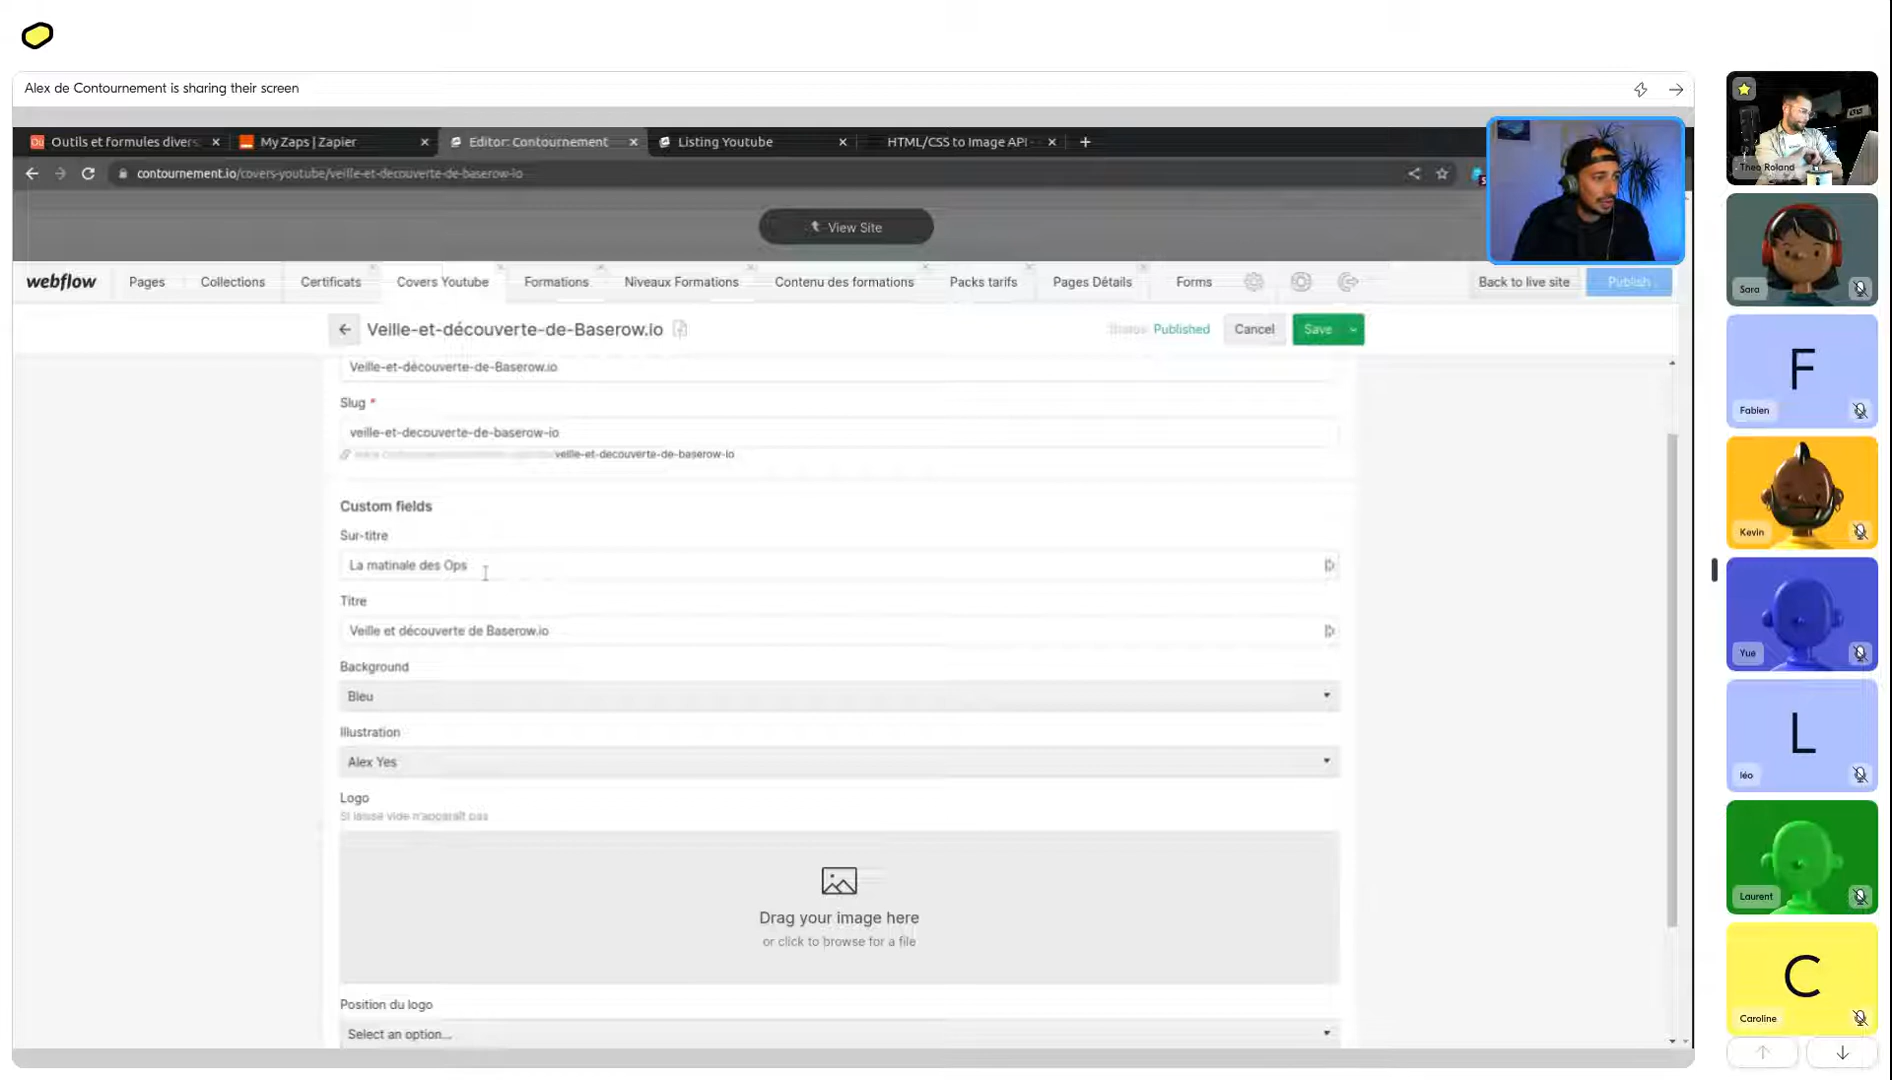 Alex de Contournement is sharing their screen
Outils et formules divers
My Zaps | Zapier
Editor: Contournement
Listing Youtube
HTML/CSS to Image API -
contournement.io/covers-youtube/veille-et-decouverte-de-baserow-io
View Site
webflow
Pages
Collections
Certificats
Covers Youtube
Formations
Niveaux Formations
Contenu des formations
Packs tarifs
Pages Détails
Forms
Back to live site
Publish
Veille-et-découverte-de-Baserow.io
Status: Published
Cancel
Save
Veille-et-découverte-de-Baserow.io
Slug *
veille-et-decouverte-de-baserow-io
veille-et-decouverte-de-baserow-io
Custom fields
Sur-titre
La matinale des Ops
Titre
Veille et découverte de Baserow.io
Background
Bleu
Illustration
Alex Yes
Logo
Si laissé vide n'apparaît pas
Drag your image here
or click to browse for a file
Position du logo
Select an option...
Theo Roland
Sara
F
Fabien
Kevin
Yue
L
léo
Laurent
C
Caroline